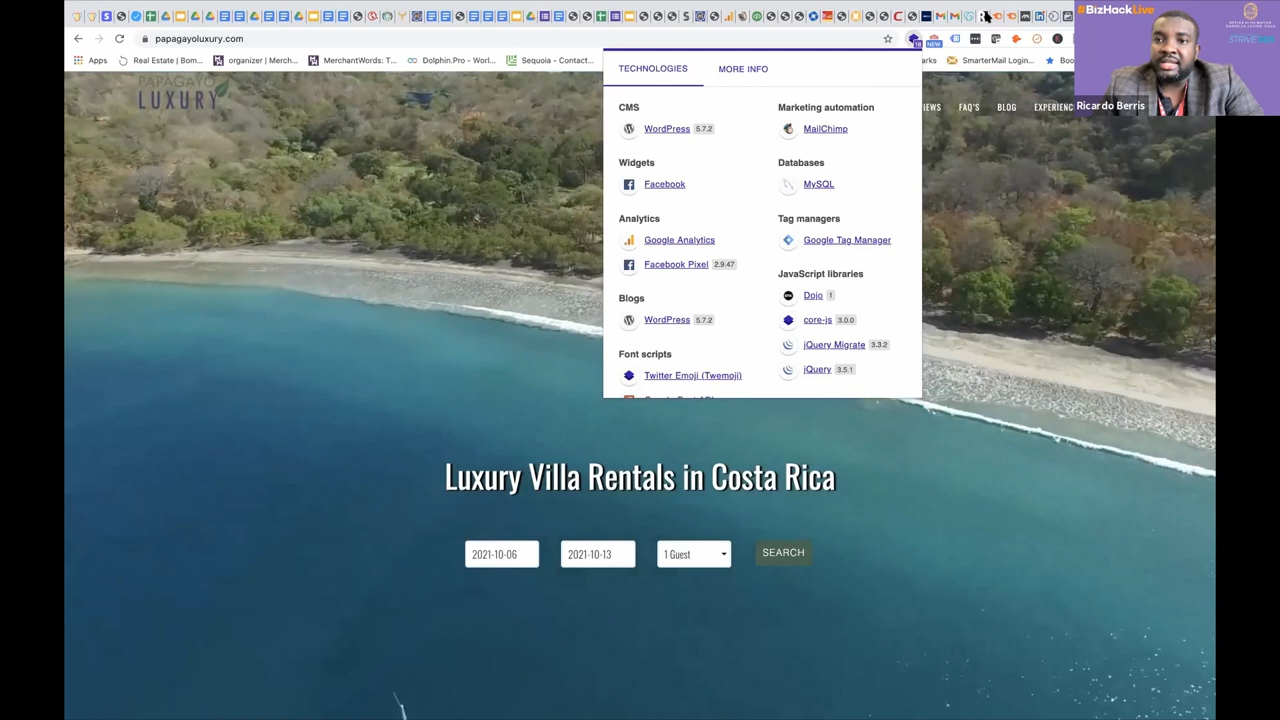 #BizHackLive
papagayoluxury.com
18
NEW
Apps
Real Estate | Bom...
organizer | Merch...
MerchantWords: T...
Dolphin.Pro - Worl...
Sequoia - Contact...
SmarterMail Login...
LUXURY
TECHNOLOGIES
MORE INFO
FAQ'S
BLOG
Ricardo Berris
CMS
WordPress 5.7.2
Widgets
Facebook
Analytics
Google Analytics
Facebook Pixel 2.9.47
Blogs
WordPress 5.7.2
Font scripts
Twitter Emoji (Twemoji)
Marketing automation
MailChimp
Databases
MySQL
Tag managers
Google Tag Manager
JavaScript libraries
Dojo 1
core-js 3.0.0
jQuery Migrate 3.3.2
jQuery 3.5.1
Luxury Villa Rentals in Costa Rica
2021-10-06
2021-10-13
1 Guest
SEARCH